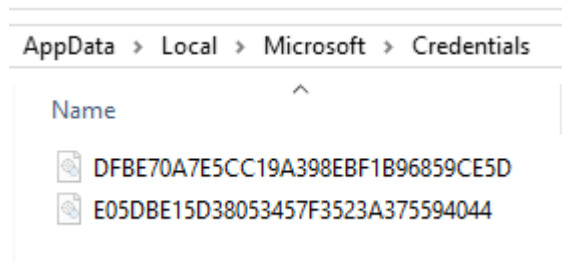 AppData > Local > Microsoft > Credentials
Name
DFBE70A7E5CC19A398EBF1B96859CE5D
E05DBE15D38053457F3523A375594044